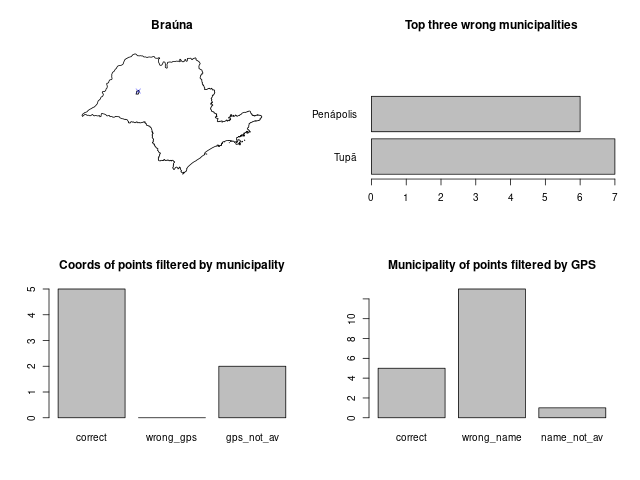 Braúna
Top three wrong municipalities
Penápolis
Tupã
0 1 2 3 4 5 6 7
Coords of points filtered by municipality
5
4
3
2
1
0
correct wrong_gps gps_not_av
Municipality of points filtered by GPS
10
8
6
4
2
0
correct wrong_name name_not_av